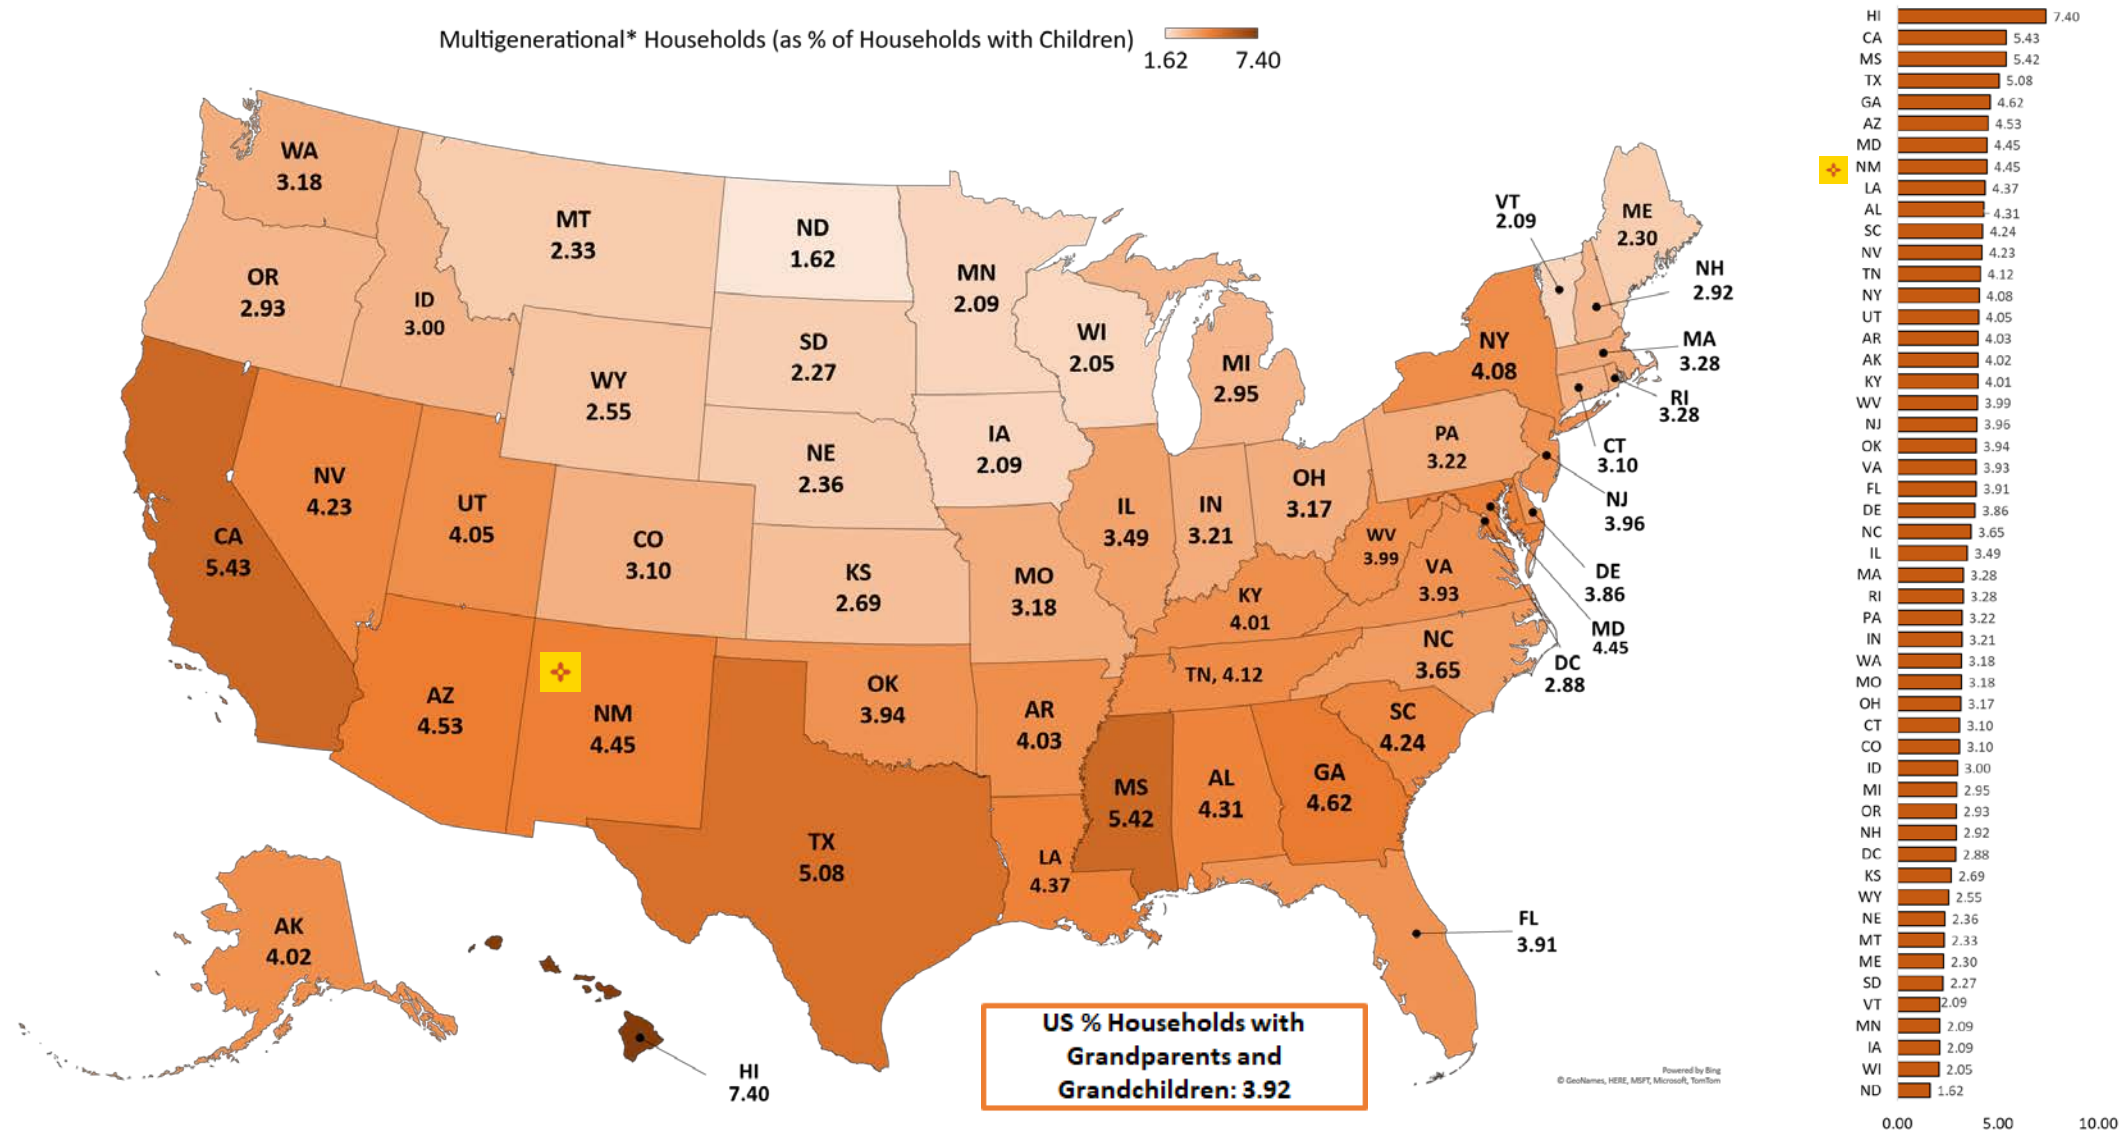 Multigenerational* Households (as % of Households with Children)
1.62 7.40
WA
3.18
OR
2.93
ID
3.00
MT
2.33
ND
1.62
SD
2.27
MN
2.09
WI
2.05
MI
2.95
WY
2.55
NE
2.36
IA
2.09
CA
5.43
NV
4.23
UT
4.05
CO
3.10
KS
2.69
MO
3.18
IL
3.49
IN
3.21
OH
3.17
PA
3.22
NY
4.08
VT
2.09
ME
2.30
NH
2.92
MA
3.28
RI
3.28
CT
3.10
NJ
3.96
DE
3.86
MD
4.45
DC
2.88
WV
3.99
VA
3.93
KY
4.01
NC
3.65
TN, 4.12
SC
4.24
AZ
4.53
NM
4.45
OK
3.94
AR
4.03
TX
5.08
LA
4.37
MS
5.42
AL
4.31
GA
4.62
FL
3.91
AK
4.02
HI
7.40
US % Households with
Grandparents and
Grandchildren: 3.92
Powered by Bing
© GeoNames, HERE, MSFT, Microsoft, TomTom
HI 7.40
CA 5.43
MS 5.42
TX 5.08
GA 4.62
AZ 4.53
MD 4.45
NM 4.45
LA 4.37
AL 4.31
SC 4.24
NV 4.23
TN 4.12
NY 4.08
UT 4.05
AR 4.03
AK 4.02
KY 4.01
WV 3.99
NJ 3.96
OK 3.94
VA 3.93
FL 3.91
DE 3.86
NC 3.65
IL 3.49
MA 3.28
RI 3.28
PA 3.22
IN 3.21
WA 3.18
MO 3.18
OH 3.17
CT 3.10
CO 3.10
ID 3.00
MI 2.95
OR 2.93
NH 2.92
DC 2.88
KS 2.69
WY 2.55
NE 2.36
MT 2.33
ME 2.30
SD 2.27
VT 2.09
MN 2.09
IA 2.09
WI 2.05
ND 1.62
0.00 5.00 10.00